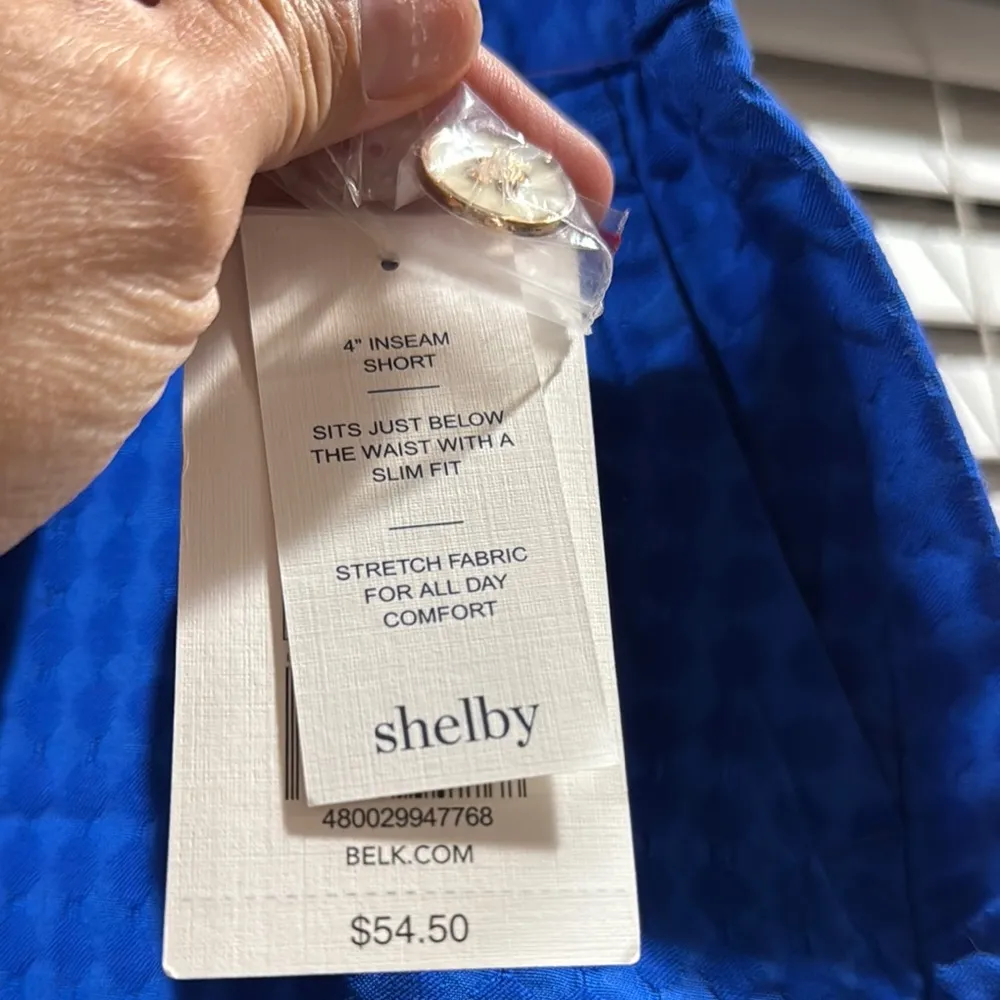 4" INSEAM
SHORT
SITS JUST BELOW
THE WAIST WITH A
SLIM FIT
STRETCH FABRIC
FOR ALL DAY
COMFORT
shelby
480029947768
BELK.COM
$54.50